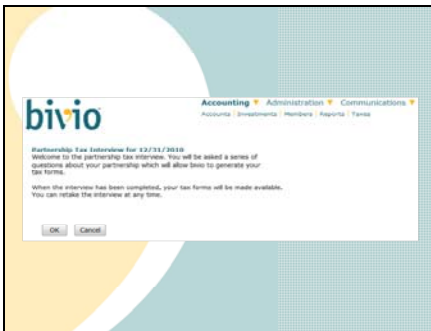 bivio
Accounting Administration Communications
Accounts | Investments | Members | Reports | Taxes
Partnership Tax Interview for 12/31/2010
Welcome to the partnership tax interview. You will be asked a series of
questions about your partnership which will allow bivio to generate your
tax forms.
When the interview has been completed, your tax forms will be made available.
You can retake the interview at any time.
OK Cancel